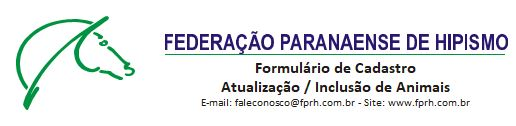 FEDERAÇÃO PARANAENSE DE HIPISMO
Formulário de Cadastro
Atualização / Inclusão de Animais
E-mail: faleconosco@fprh.com.br - Site: www.fprh.com.br